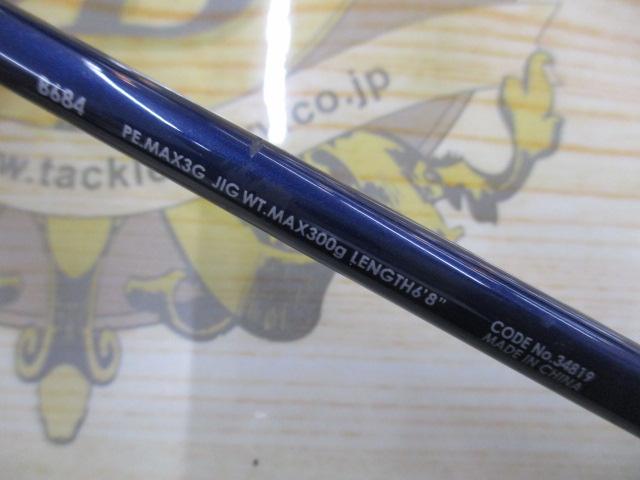 B684
PE.MAX3G JIG WT.MAX300g LENGTH6'8"
CODE No.34819
MADE IN CHINA
.co.jp
w.tackle